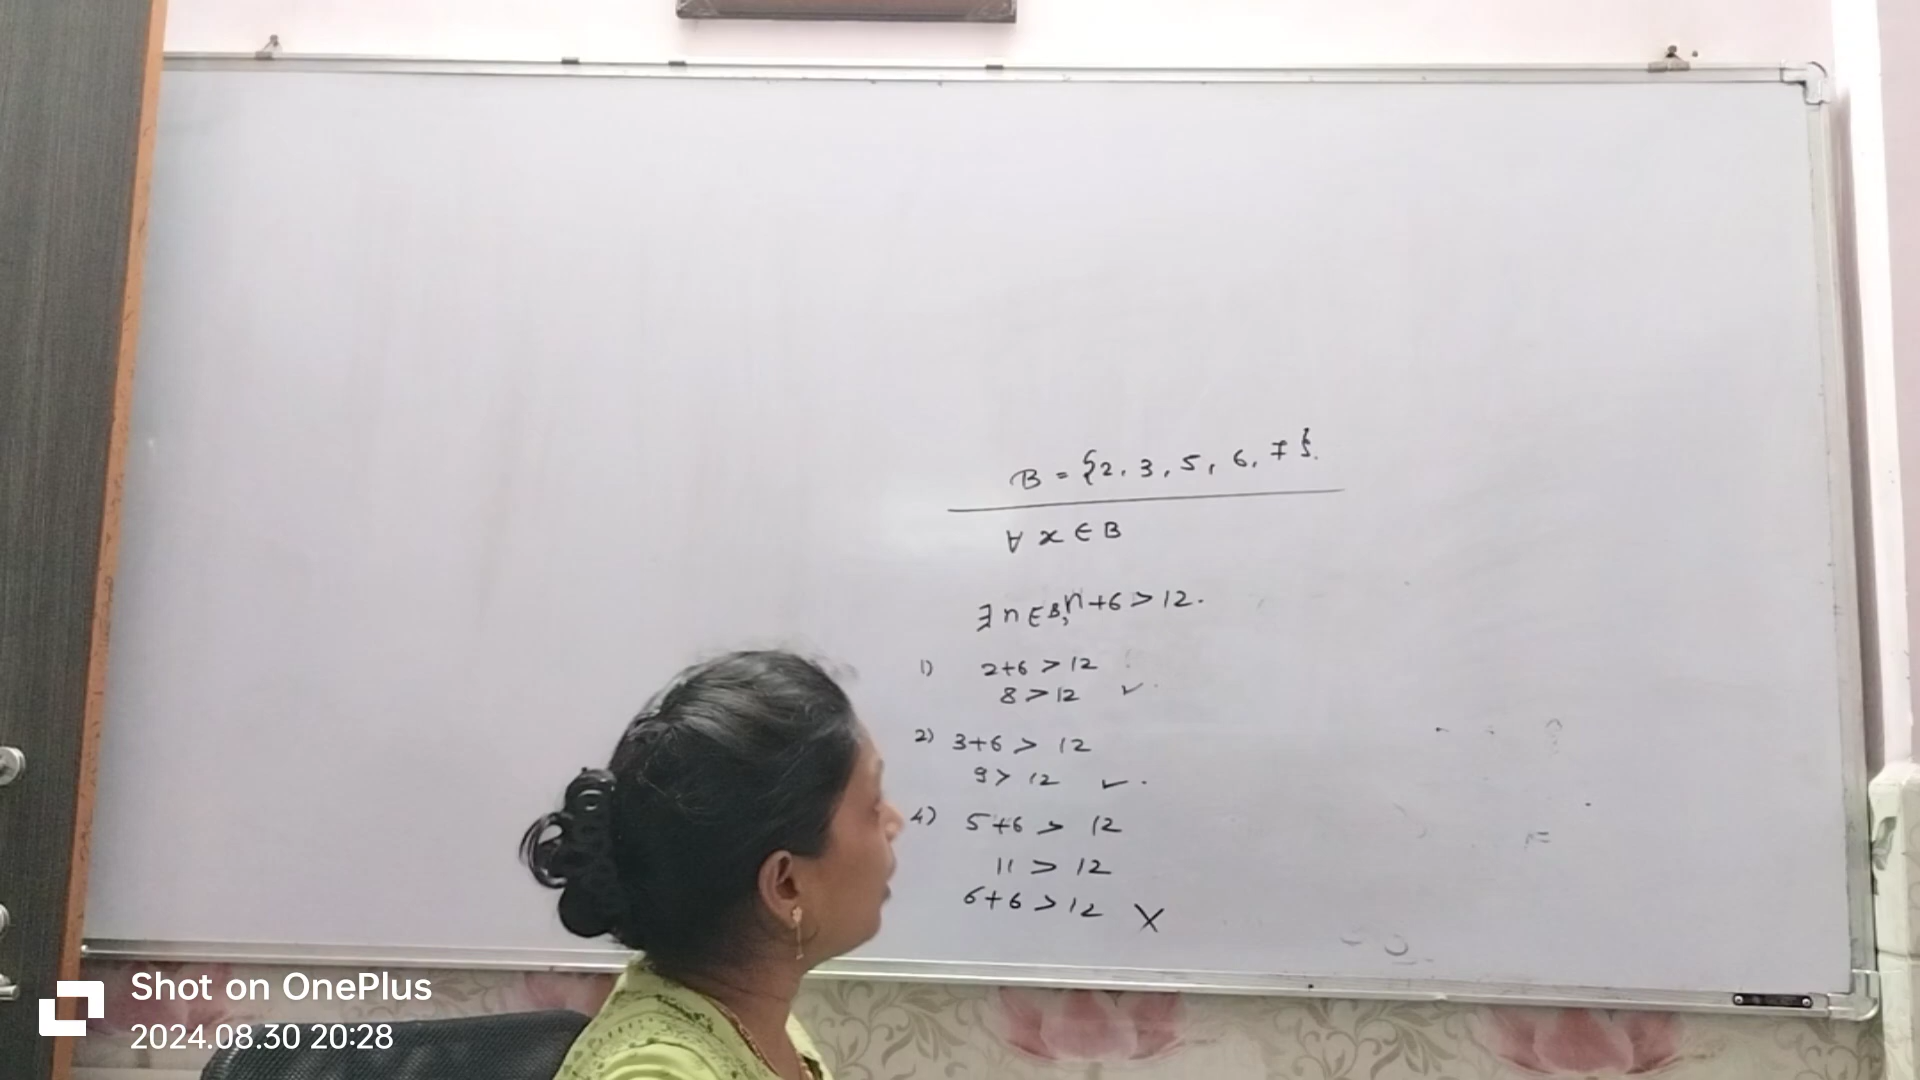 B = {2, 3, 5, 6, 7}.
∀ x ∈ B
∃ n ∈ B, n + 6 > 12.
1) 2+6 > 12
8 > 12 ✓
2) 3+6 > 12
9 > 12 ✓
4) 5+6 > 12
11 > 12
6+6 > 12 X
Shot on OnePlus
2024.08.30 20:28